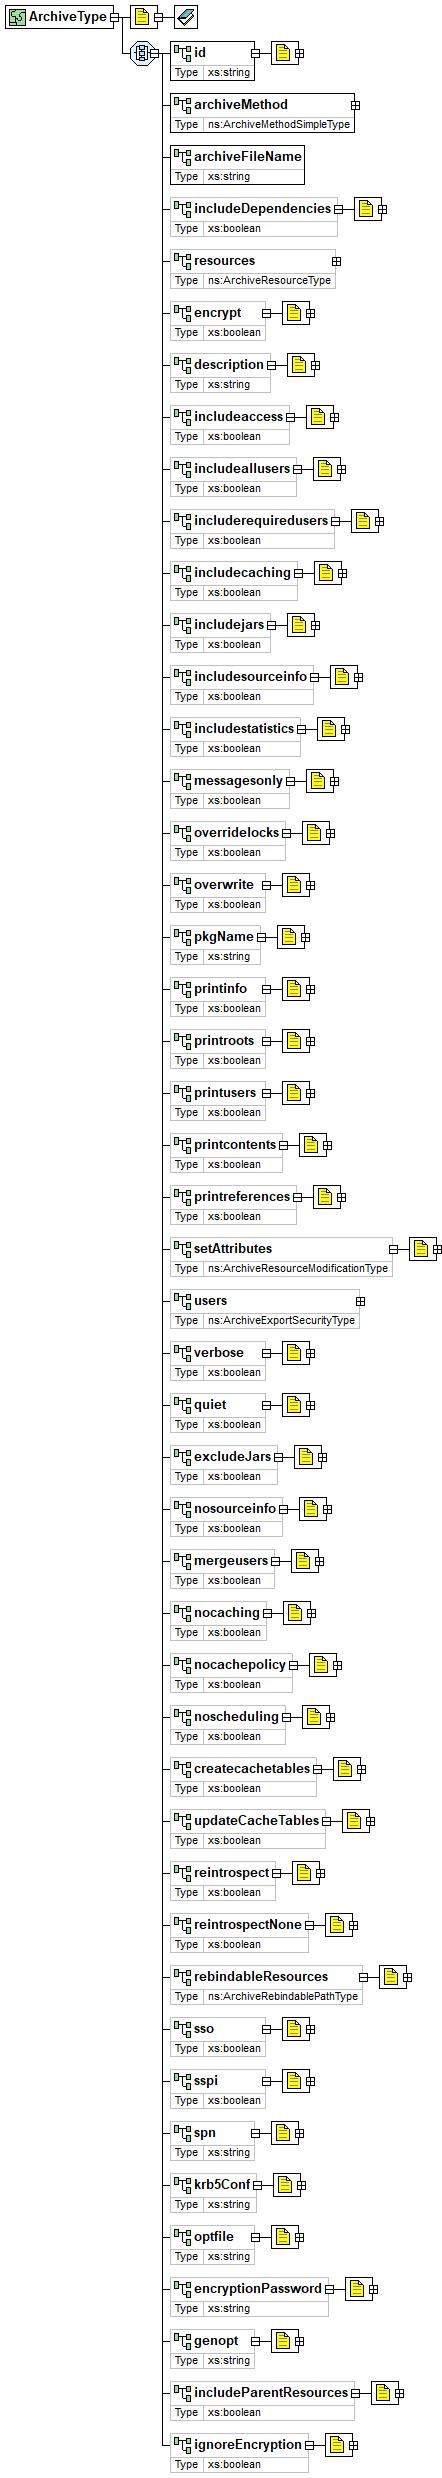 ArchiveType
id
Type xs:string
archiveMethod
Type ns:ArchiveMethodSimpleType
archiveFileName
Type xs:string
includeDependencies
Type xs:boolean
resources
Type ns:ArchiveResourceType
encrypt
Type xs:boolean
description
Type xs:string
includeaccess
Type xs:boolean
includeallusers
Type xs:boolean
includerequiredusers
Type xs:boolean
includecaching
Type xs:boolean
includejars
Type xs:boolean
includesourceinfo
Type xs:boolean
includestatistics
Type xs:boolean
messagesonly
Type xs:boolean
overridelocks
Type xs:boolean
overwrite
Type xs:boolean
pkgName
Type xs:string
printinfo
Type xs:boolean
printroots
Type xs:boolean
printusers
Type xs:boolean
printcontents
Type xs:boolean
printreferences
Type xs:boolean
setAttributes
Type ns:ArchiveResourceModificationType
users
Type ns:ArchiveExportSecurityType
verbose
Type xs:boolean
quiet
Type xs:boolean
excludeJars
Type xs:boolean
nosourceinfo
Type xs:boolean
mergeusers
Type xs:boolean
nocaching
Type xs:boolean
nocachepolicy
Type xs:boolean
noscheduling
Type xs:boolean
createcachetables
Type xs:boolean
updateCacheTables
Type xs:boolean
reintrospect
Type xs:boolean
reintrospectNone
Type xs:boolean
rebindableResources
Type ns:ArchiveRebindablePathType
sso
Type xs:boolean
sspi
Type xs:boolean
spn
Type xs:string
krb5Conf
Type xs:string
optfile
Type xs:string
encryptionPassword
Type xs:string
genopt
Type xs:string
includeParentResources
Type xs:boolean
ignoreEncryption
Type xs:boolean